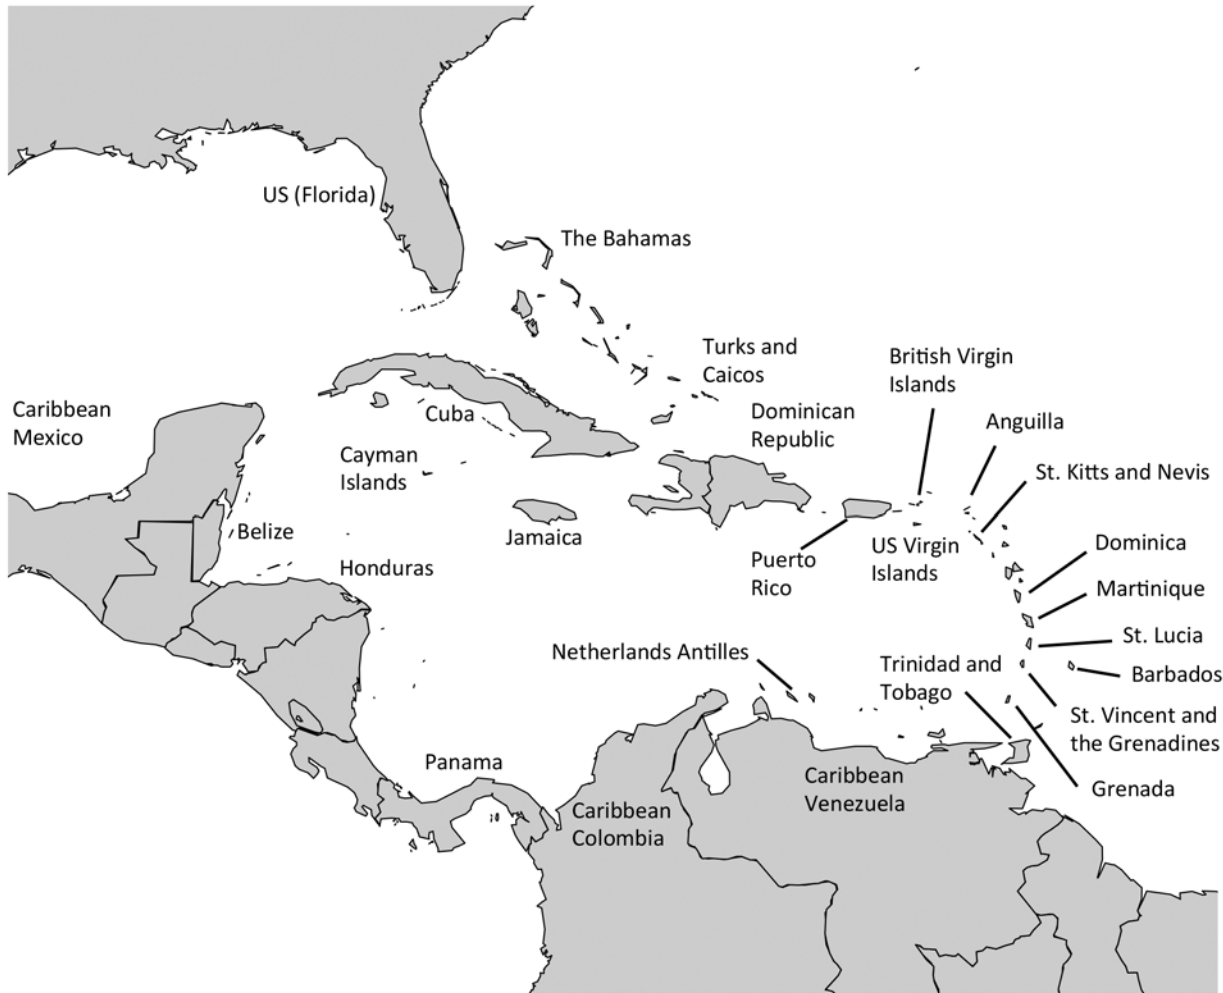 US (Florida)
The Bahamas
Turks and
Caicos
British Virgin
Islands
Caribbean
Mexico
Cuba
Dominican
Republic
Anguilla
Cayman
Islands
St. Kitts and Nevis
Belize
Jamaica
Honduras
Puerto
Rico
US Virgin
Islands
Dominica
Martinique
St. Lucia
Netherlands Antilles
Trinidad and
Tobago
Barbados
St. Vincent and
the Grenadines
Panama
Caribbean
Venezuela
Grenada
Caribbean
Colombia